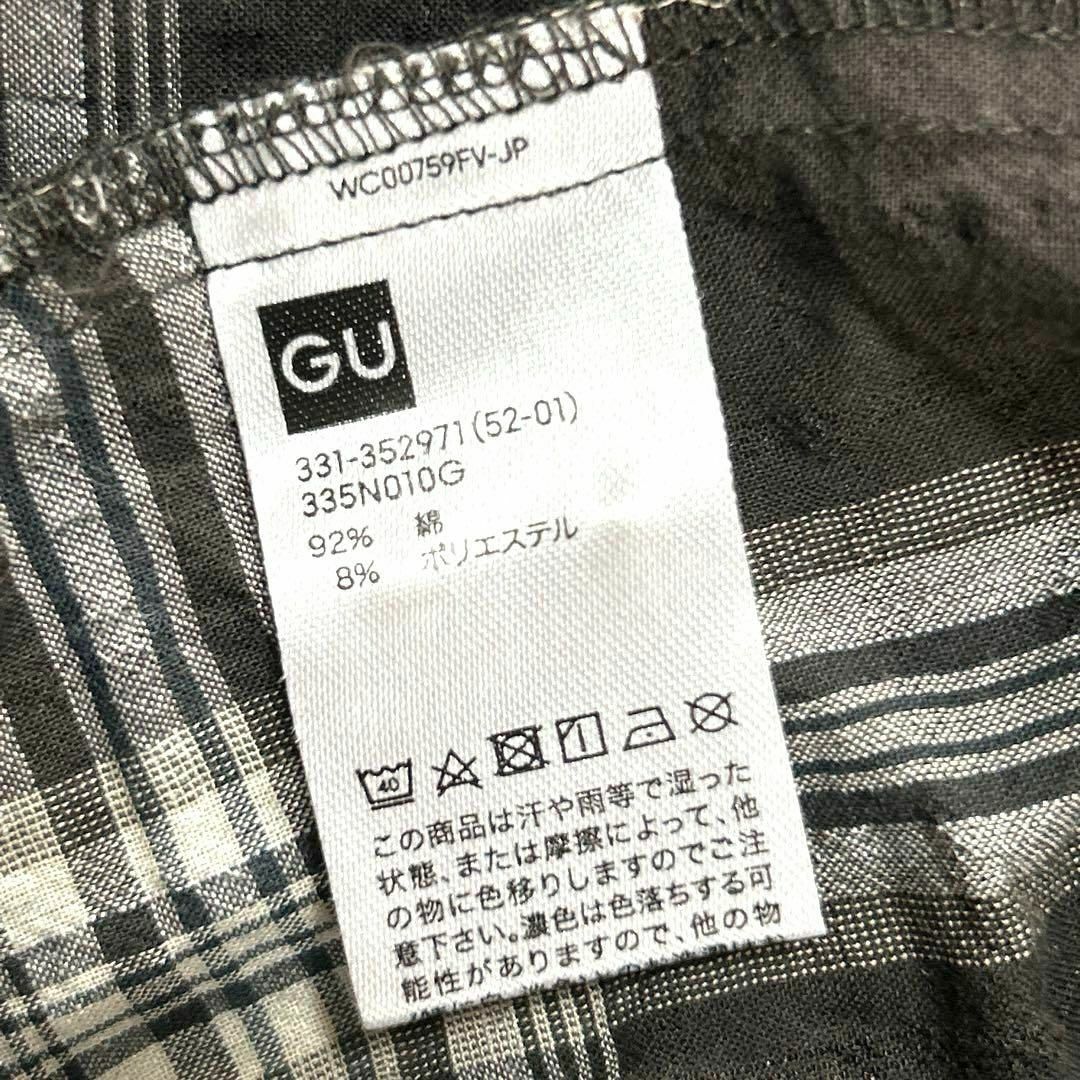 WC00759FV-JP
GU
331-352971(52-01)
335N010G
92% 綿
8% ポリエステル
40
この商品は汗や雨等で湿った
状態、または摩擦によって、他
の物に色移りしますのでご注
意下さい。濃色は色落ちする可
能性がありますので、他の物